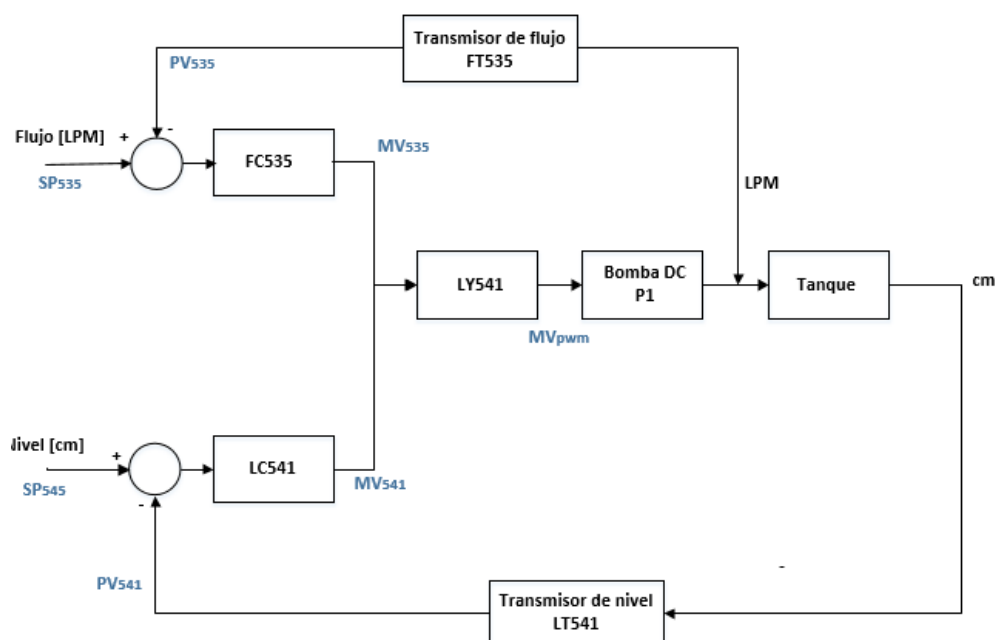 Transmisor de flujo
FT535
PV535
Flujo [LPM]
+
-
SP535
FC535
MV535
LPM
LY541
MVpwm
Bomba DC
P1
Tanque
cm
Nivel [cm]
+
SP545
-
LC541
MV541
PV541
-
Transmisor de nivel
LT541